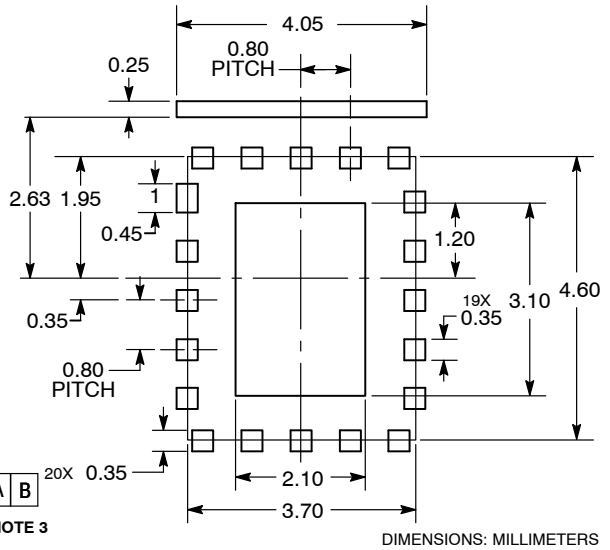 4.05
0.80
PITCH
0.25
2.63 1.95
1
0.45
1.20
4.60
19X 3.10
0.35
0.35
0.80
PITCH
20X 0.35
2.10
3.70
B
NOTE 3
DIMENSIONS: MILLIMETERS